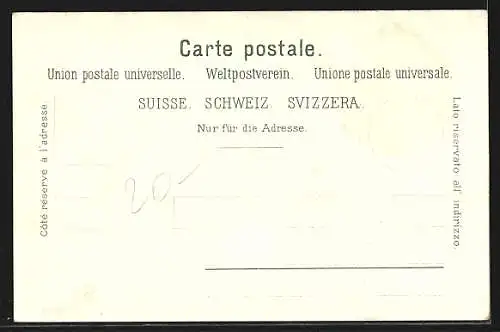 Carte postale.
Union postale universelle. Weltpostverein. Unione postale universale.
SUISSE. SCHWEIZ. SVIZZERA.
Nur für die Adresse.
Côté réservé à l'adresse
Lato riservato all' indirizzo.
20-